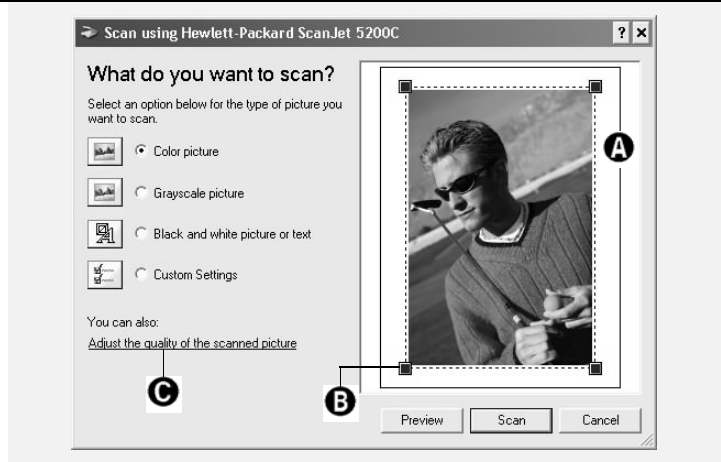 Scan using Hewlett-Packard ScanJet 5200C
What do you want to scan?
Select an option below for the type of picture you
want to scan.
Color picture
Grayscale picture
Black and white picture or text
Custom Settings
You can also:
Adjust the quality of the scanned picture
A
B
C
Preview Scan Cancel